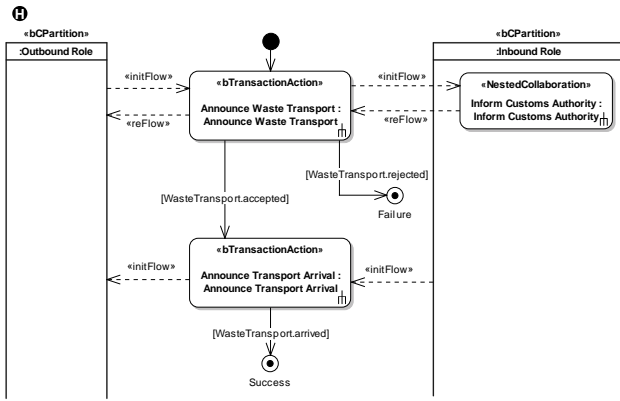 H
«bCPartition»
:Outbound Role
«bCPartition»
:Inbound Role
«initFlow»
«reFlow»
«bTransactionAction»
Announce Waste Transport :
Announce Waste Transport
«initFlow»
«reFlow»
«NestedCollaboration»
Inform Customs Authority :
Inform Customs Authority
[WasteTransport.rejected]
[WasteTransport.accepted]
Failure
«bTransactionAction»
Announce Transport Arrival :
Announce Transport Arrival
«initFlow»
«initFlow»
[WasteTransport.arrived]
Success